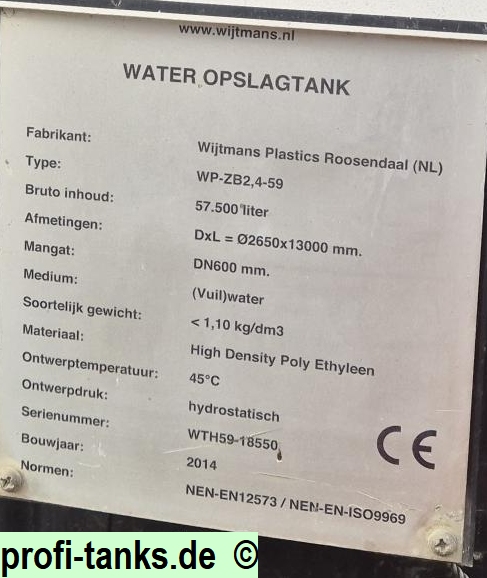 www.wijtmans.nl
WATER OPSLAGTANK
Fabrikant: Wijtmans Plastics Roosendaal (NL)
Type: WP-ZB2,4-59
Bruto inhoud: 57.500 liter
Afmetingen: DxL = Ø2650x13000 mm.
Mangat: DN600 mm.
Medium: (Vuil)water
Soortelijk gewicht: < 1,10 kg/dm3
Materiaal: High Density Poly Ethyleen
Ontwerptemperatuur: 45°C
Ontwerpdruk: hydrostatisch
Serienummer: WTH59-18550
Bouwjaar: 2014
Normen: NEN-EN12573 / NEN-EN-ISO9969
CE
profi-tanks.de ©